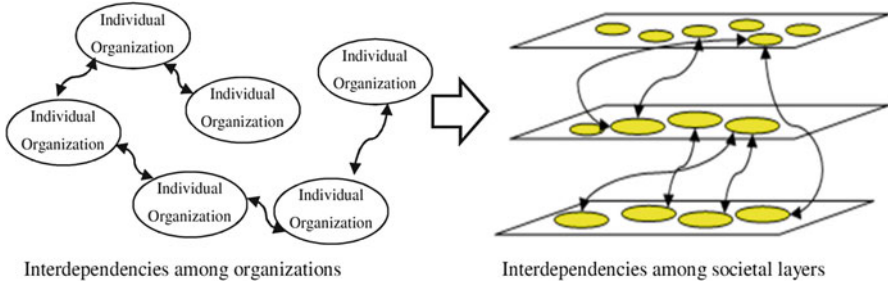 Individual
Organization
Individual
Organization
Individual
Organization
Individual
Organization
Individual
Organization
Individual
Organization
Interdependencies among organizations
Interdependencies among societal layers